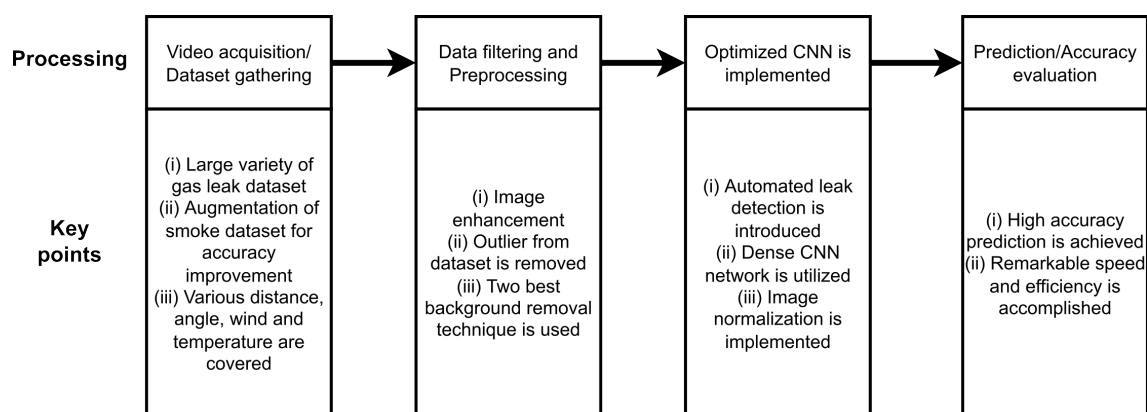 Processing
Video acquisition/
Dataset gathering
Data filtering and
Preprocessing
Optimized CNN is
implemented
Prediction/Accuracy
evaluation
Key
points
(i) Large variety of
gas leak dataset
(ii) Augmentation of
smoke dataset for
accuracy
improvement
(iii) Various distance,
angle, wind and
temperature are
covered
(i) Image
enhancement
(ii) Outlier from
dataset is removed
(iii) Two best
background removal
technique is used
(i) Automated leak
detection is
introduced
(ii) Dense CNN
network is utilized
(iii) Image
normalization is
implemented
(i) High accuracy
prediction is achieved
(ii) Remarkable speed
and efficiency is
accomplished